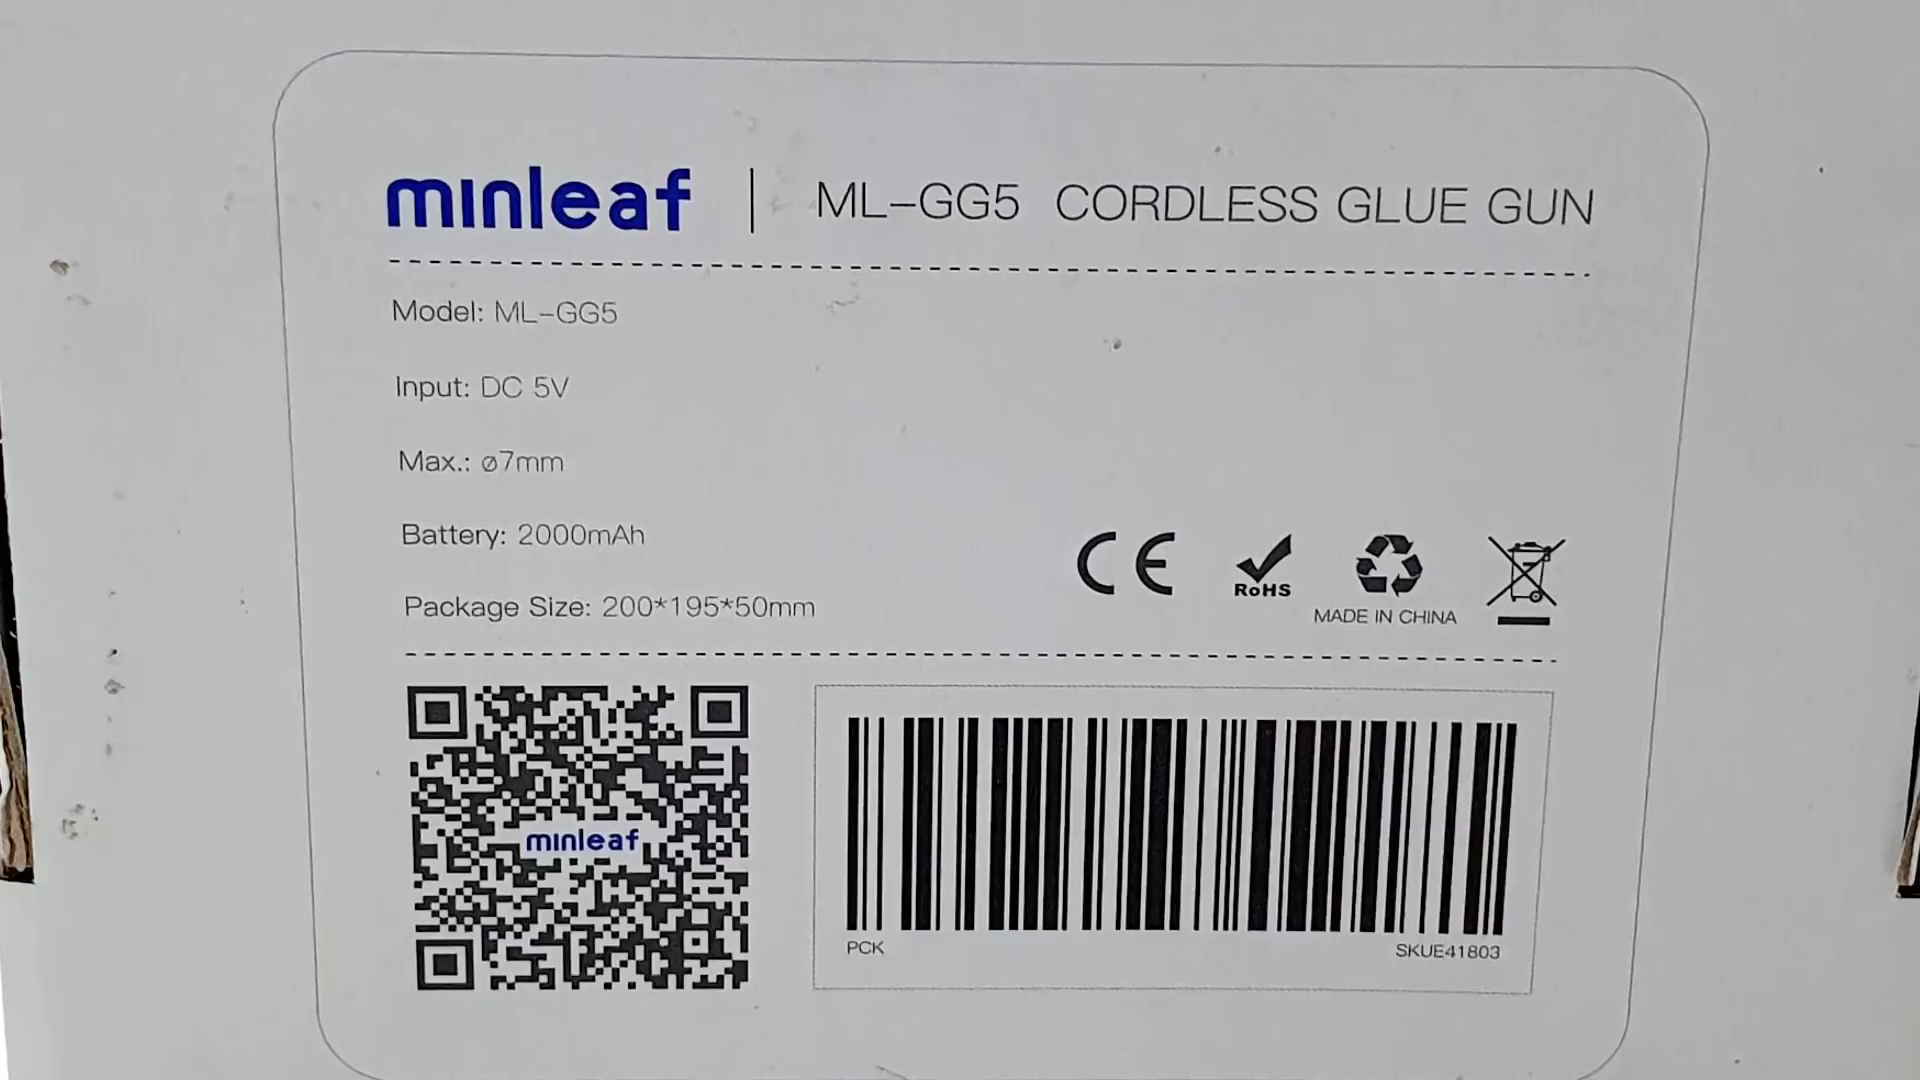 minleaf | ML-GG5 CORDLESS GLUE GUN
Model: ML-GG5
Input: DC 5V
Max.: ø7mm
Battery: 2000mAh
Package Size: 200*195*50mm
CE
RoHS
MADE IN CHINA
minleaf
PCK
SKUE41803